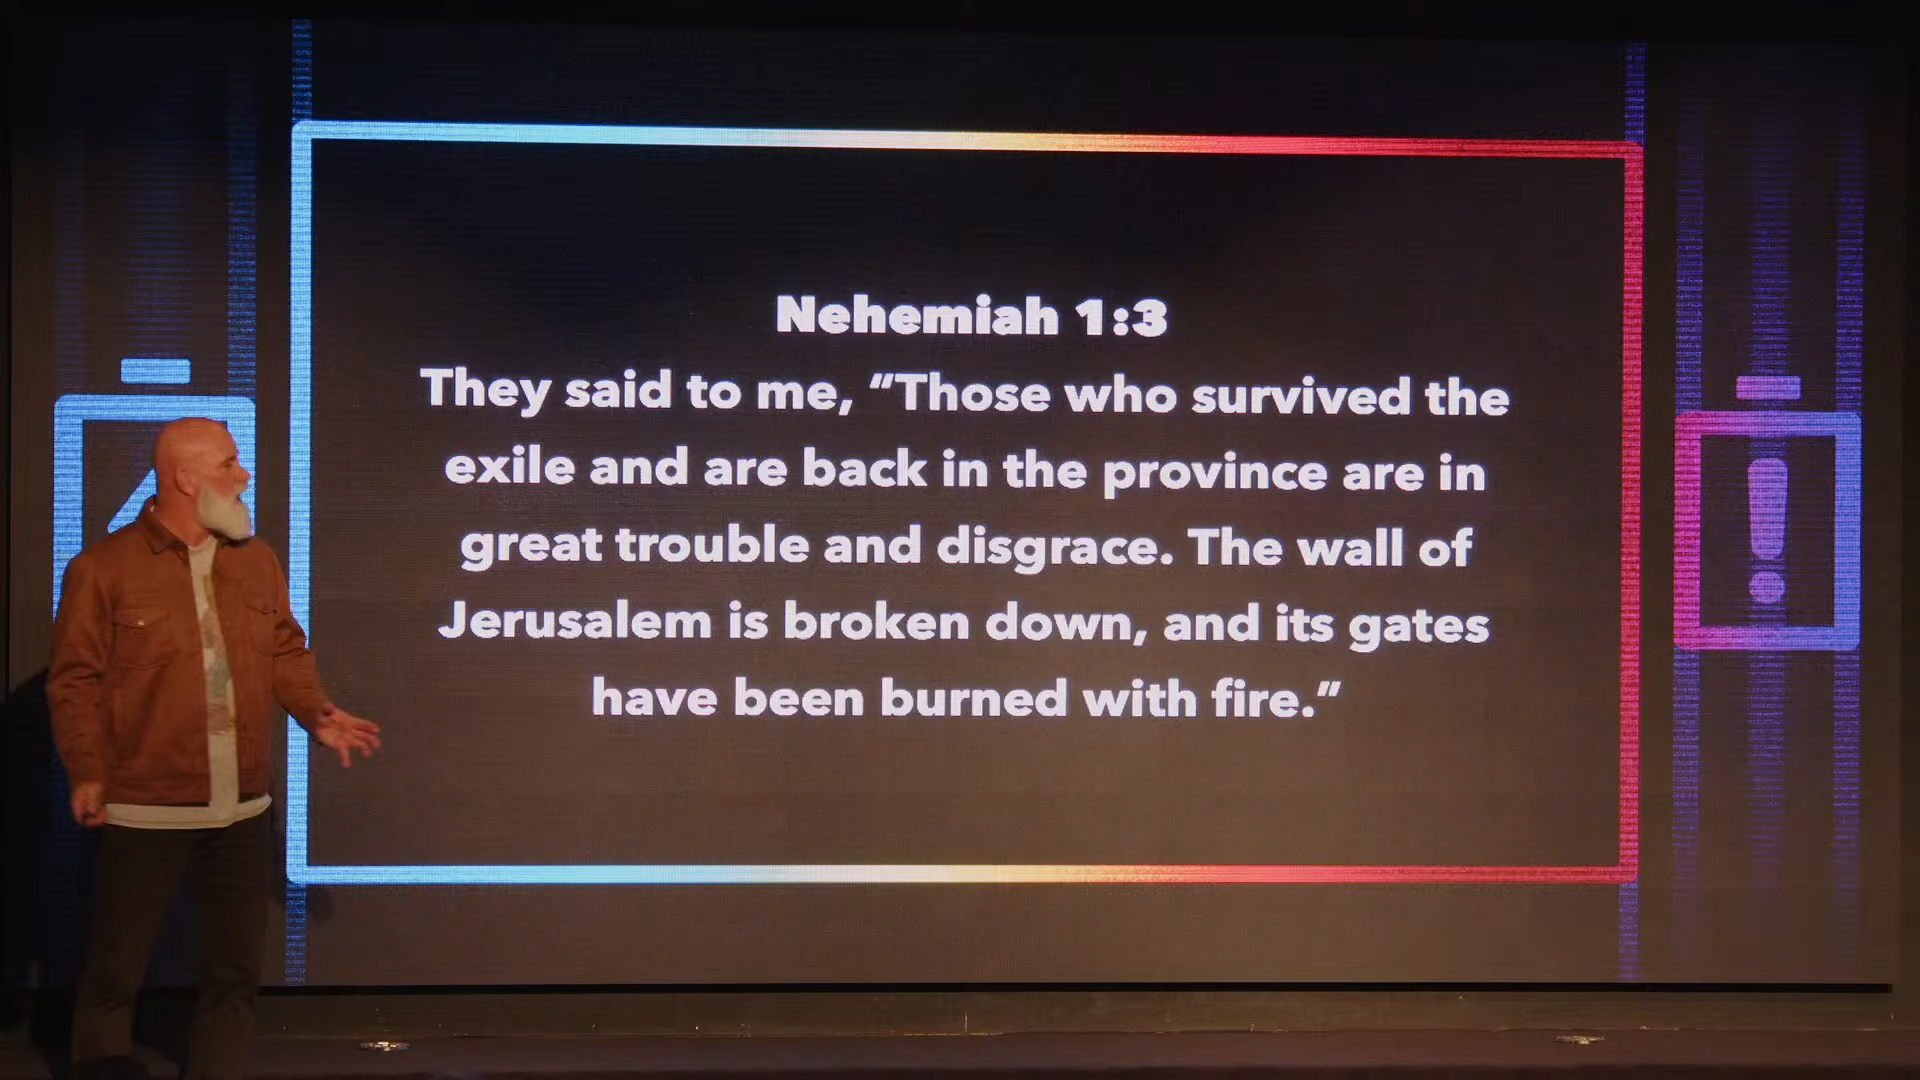 Nehemiah 1:3
They said to me, “Those who survived the
exile and are back in the province are in
great trouble and disgrace. The wall of
Jerusalem is broken down, and its gates
have been burned with fire.”
!